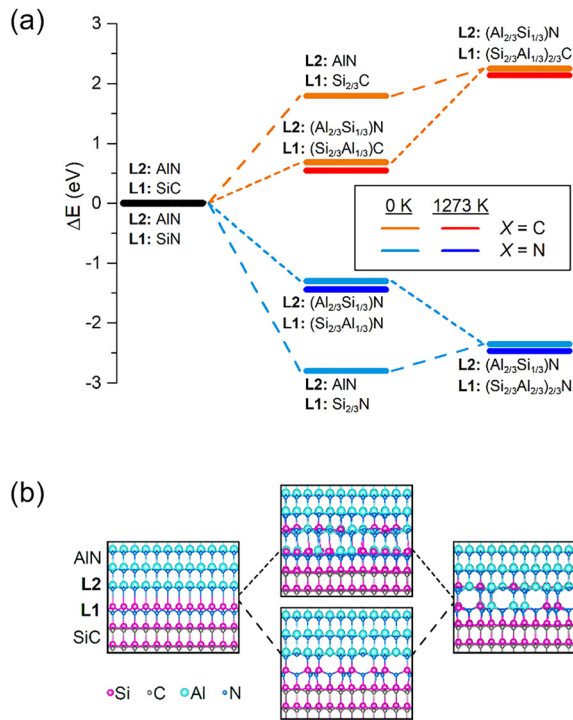 (a)
3
2
1
0
-1
-2
-3
ΔE (eV)
L2: (Al2/3Si1/3)N
L1: (Si2/3Al1/3)2/3C
L2: AlN
L1: Si2/3C
L2: (Al2/3Si1/3)N
L1: (Si2/3Al1/3)C
L2: AlN
L1: SiC
L2: AlN
L1: SiN
0 K 1273 K
X = C
X = N
L2: (Al2/3Si1/3)N
L1: (Si2/3Al1/3)N
L2: (Al2/3Si1/3)N
L1: (Si2/3Al2/3)2/3N
L2: AlN
L1: Si2/3N
(b)
AlN
L2
L1
SiC
Si C Al N